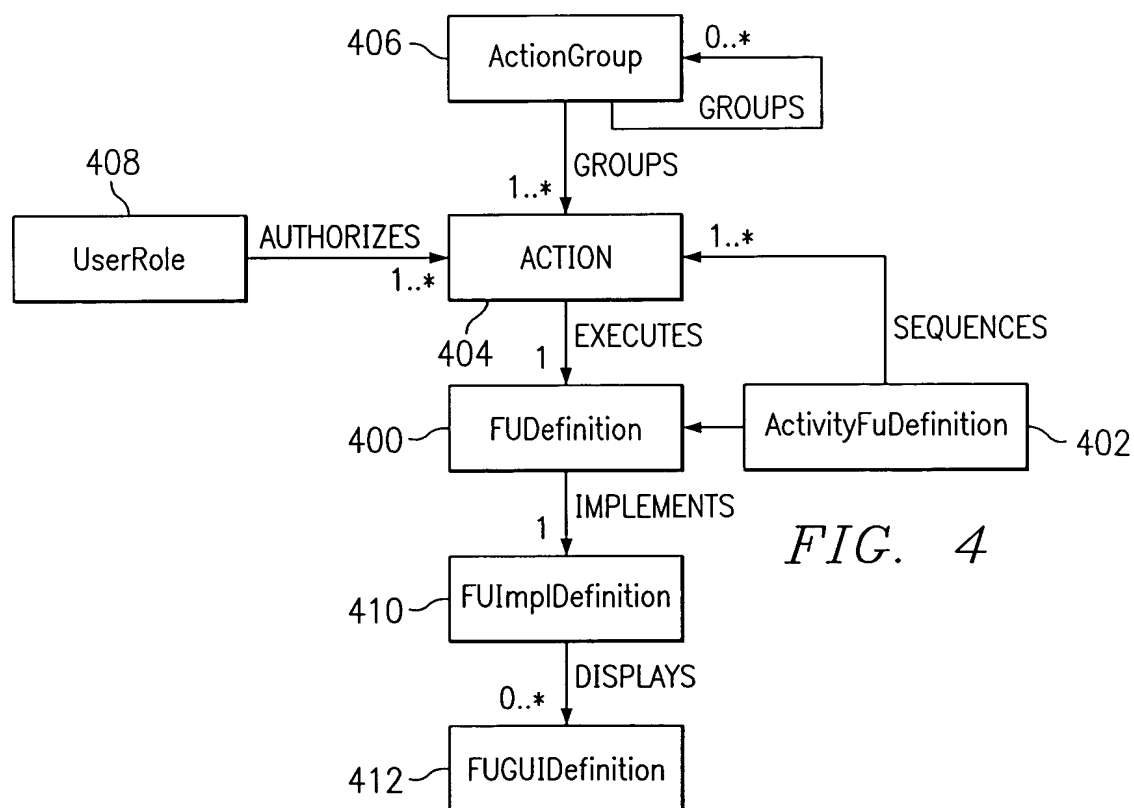 406
ActionGroup
0..*
GROUPS
GROUPS
1..*
408
UserRole
AUTHORIZES
1..*
ACTION
1..*
404
EXECUTES
1
SEQUENCES
400
FUDefinition
ActivityFuDefinition
402
IMPLEMENTS
1
FIG. 4
410
FUImplDefinition
DISPLAYS
0..*
412
FUGUIDefinition